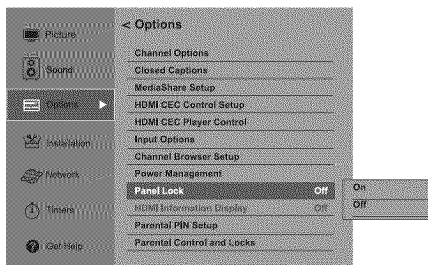 < Options
Picture
Sound
Options
Installation
Network
Timers
Get Help
Channel Options
Closed Captions
MediaShare Setup
HDMI CEC Control Setup
HDMI CEC Player Control
Input Options
Channel Browser Setup
Power Management
Panel Lock Off
HDMI Information Display Off
Parental PIN Setup
Parental Control and Locks
On
Off